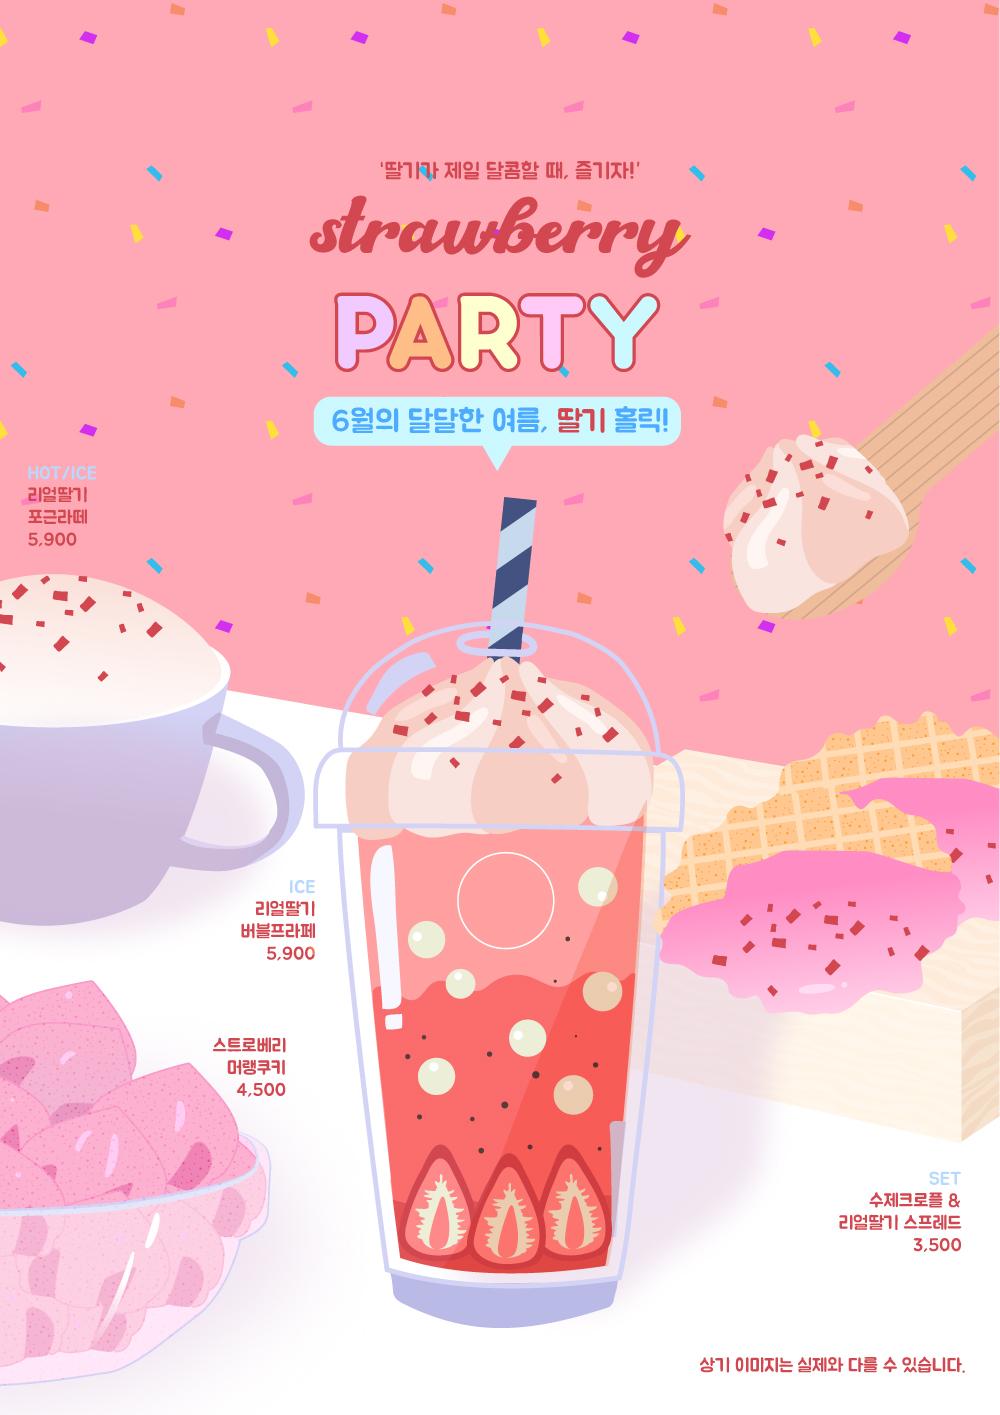 '딸기가 제일 달콤할 때, 즐기자!'
strawberry
PARTY
6월의 달달한 여름, 딸기 홀릭!
HOT/ICE
리얼딸기
포근라떼
5,900
ICE
리얼딸기
버블프라페
5,900
스트로베리
머랭쿠키
4,500
SET
수제크로플 &
리얼딸기 스프레드
3,500
상기 이미지는 실제와 다를 수 있습니다.